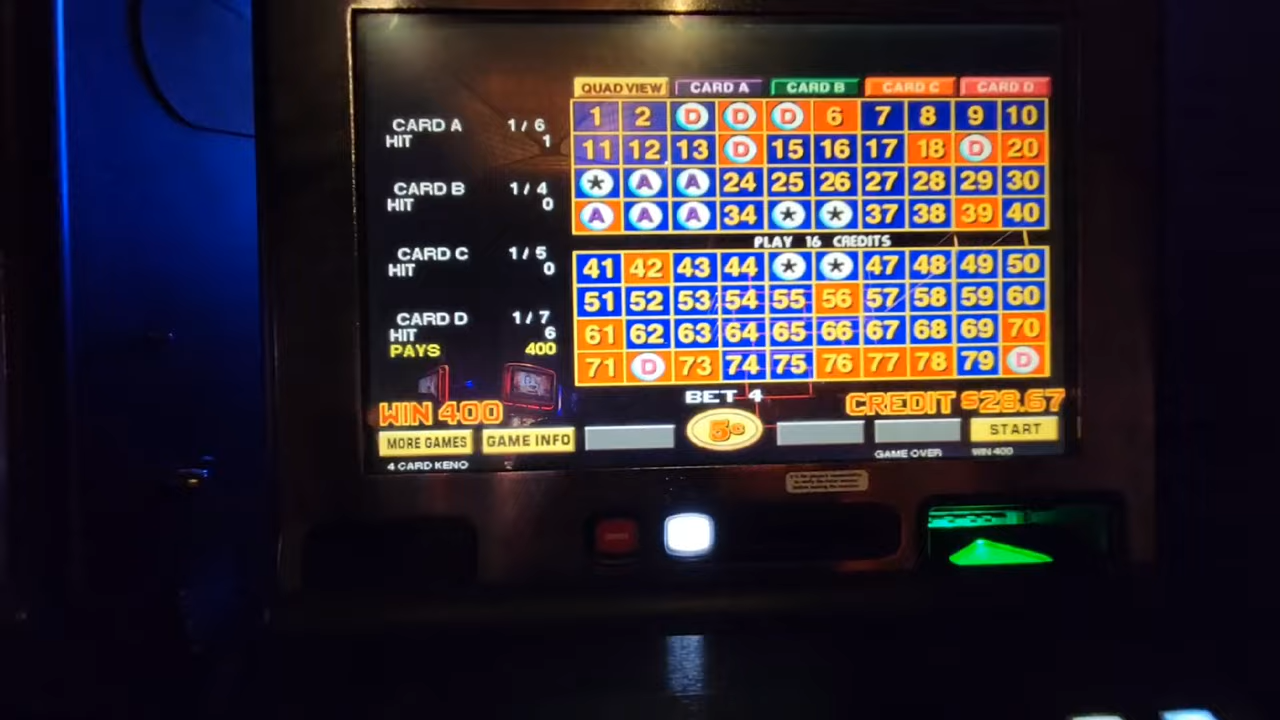 QUAD VIEW CARD A CARD B CARD C CARD D
1 2 D D D 6 7 8 9 10
11 12 13 D 15 16 17 18 D 20
★ A A 24 25 26 27 28 29 30
A A A 34 ★ ★ 37 38 39 40
PLAY 16 CREDITS
41 42 43 44 ★ ★ 47 48 49 50
51 52 53 54 55 56 57 58 59 60
61 62 63 64 65 66 67 68 69 70
71 D 73 74 75 76 77 78 79 D
CARD A 1/6
HIT 1
CARD B 1/4
HIT 0
CARD C 1/5
HIT 0
CARD D 1/7
HIT 6
PAYS 400
WIN 400
BET 4
CREDIT $28.67
MORE GAMES GAME INFO 5¢ START
4 CARD KENO GAME OVER WIN 400